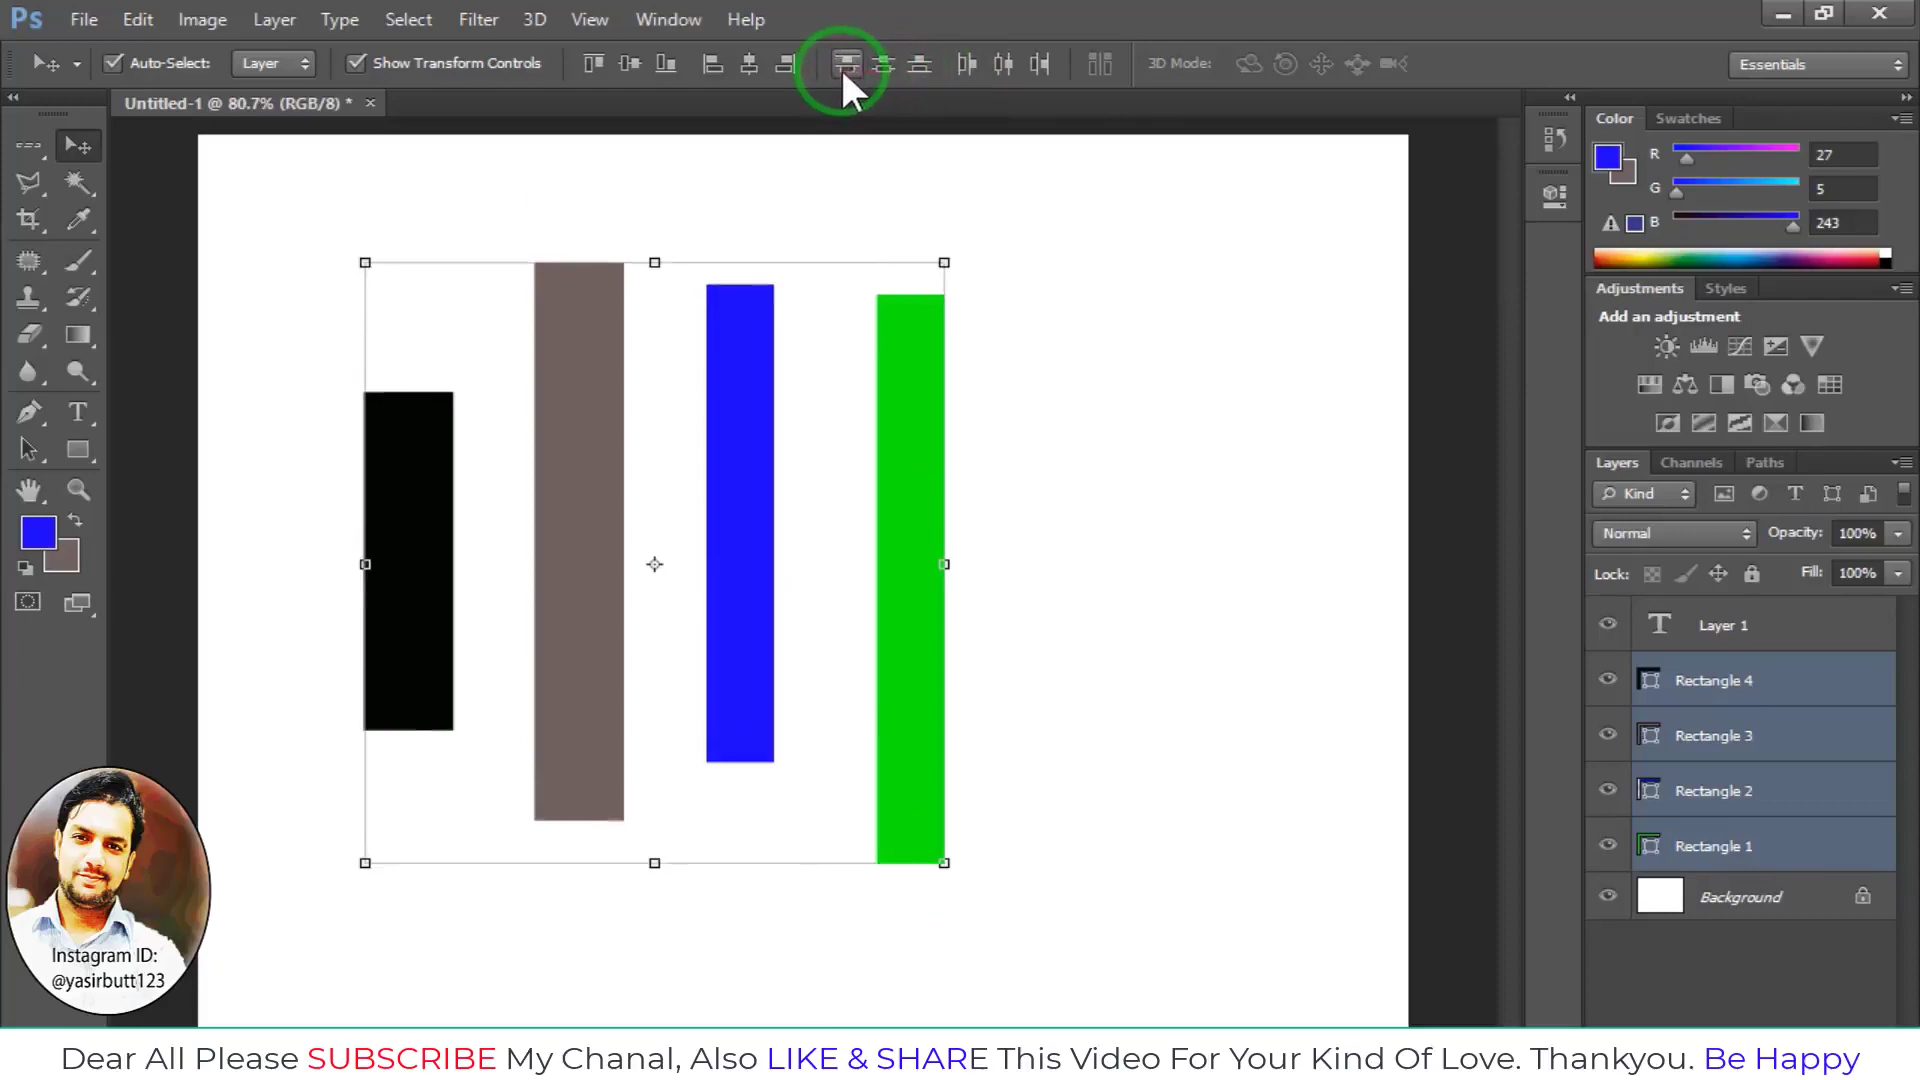 Ps File Edit Image Layer Type Select Filter 3D View Window Help
Auto-Select: Layer Show Transform Controls 3D Mode: Essentials
Untitled-1 @ 80.7% (RGB/8) *
Color Swatches
R 27
G 5
B 243
Adjustments Styles
Add an adjustment
Layers Channels Paths
Kind T
Normal Opacity: 100%
Lock: Fill: 100%
T Layer 1
Rectangle 4
Rectangle 3
Rectangle 2
Rectangle 1
Background
Instagram ID:
@yasirbutt123
Dear All Please SUBSCRIBE My Chanal, Also LIKE & SHARE This Video For Your Kind Of Love. Thankyou. Be Happy